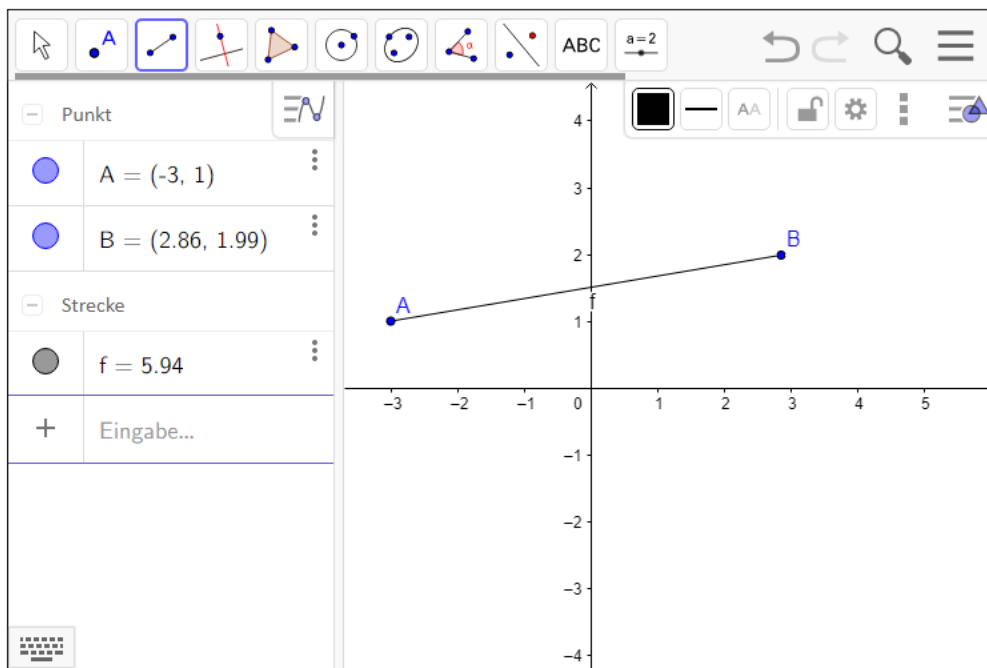 A
α
ABC
a=2
Punkt
A = (-3, 1)
B = (2.86, 1.99)
Strecke
f = 5.94
+ Eingabe...
AA
4
3
2
1
–3 –2 –1 0 1 2 3 4 5
–1
–2
–3
–4
A
B
f